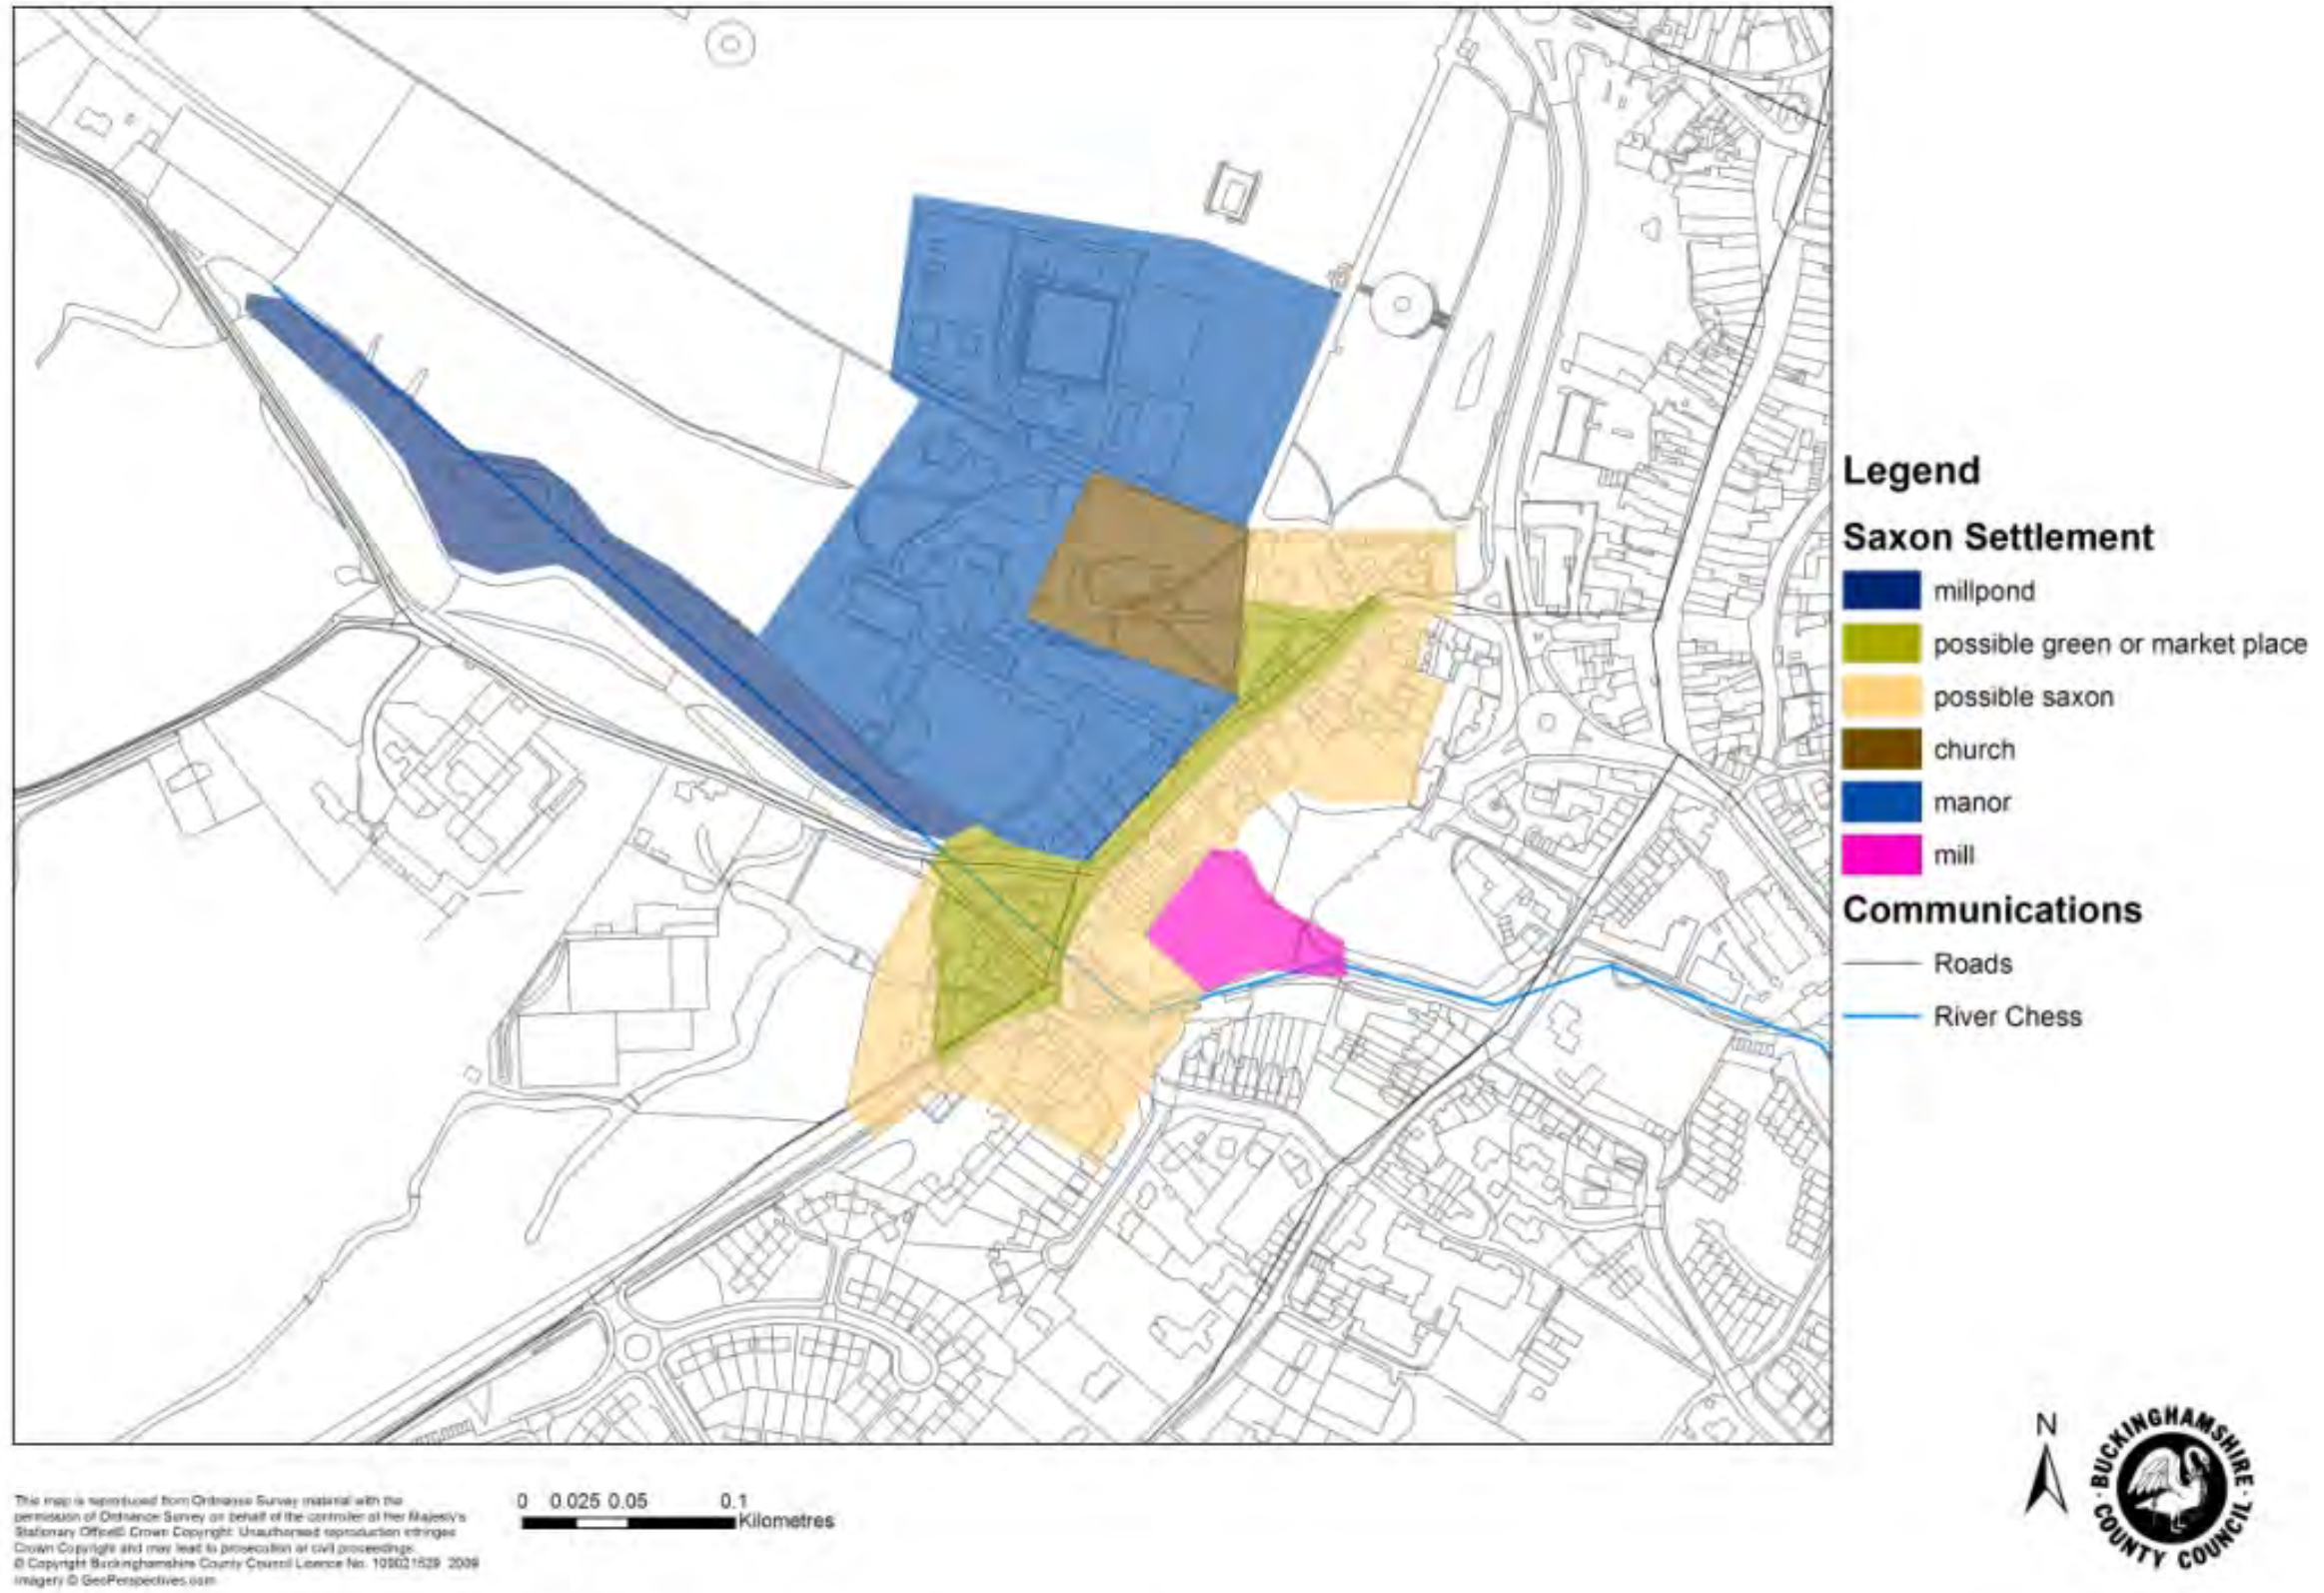 Legend
Saxon Settlement
millpond
possible green or market place
possible saxon
church
manor
mill
Communications
Roads
River Chess
N
BUCKINGHAMSHIRE
· COUNTY COUNCIL ·
This map is reproduced from Ordnance Survey material with the
permission of Ordnance Survey on behalf of the controller of Her Majesty's
Stationary Office© Crown Copyright. Unauthorised reproduction infringes
Crown Copyright and may lead to prosecution or civil proceedings.
© Copyright Buckinghamshire County Council Licence No. 2009
Imagery © GeoPerspectives.com
0 0.025 0.05 0.1
Kilometres